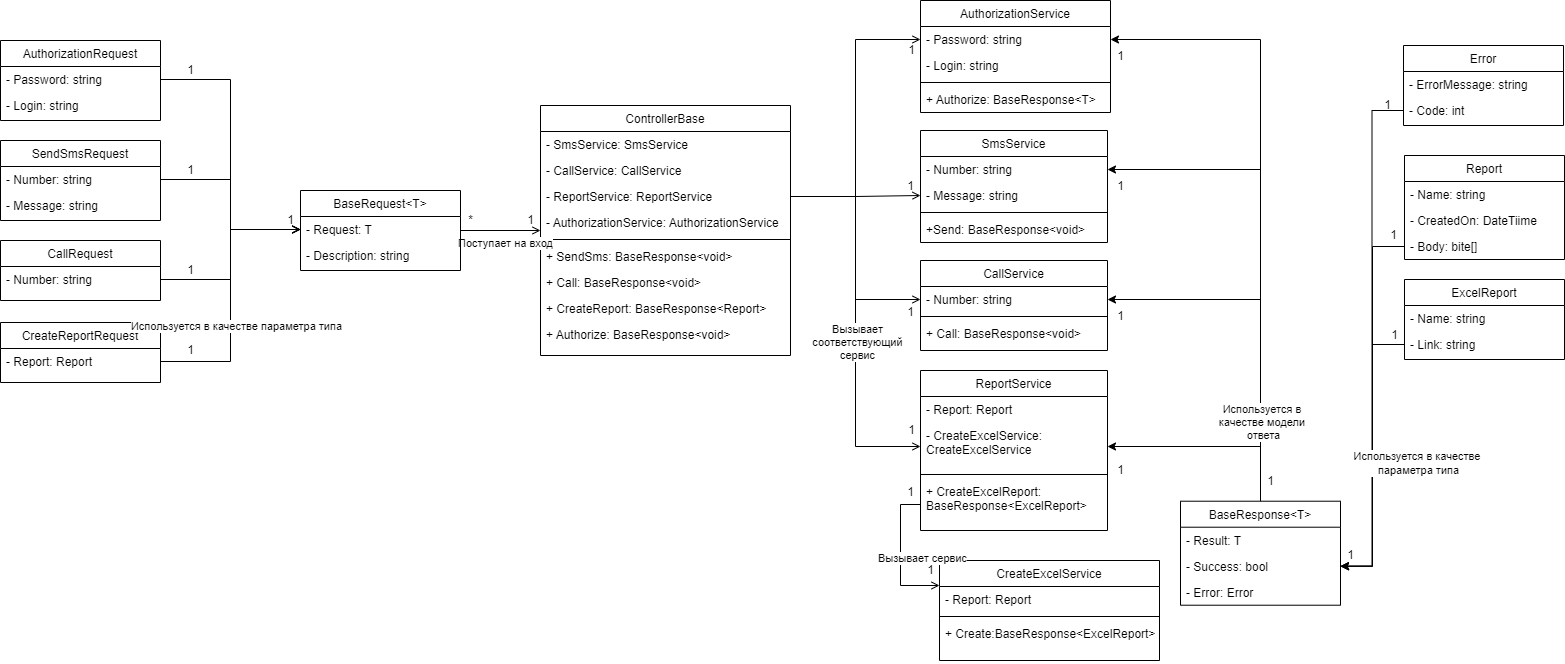 AuthorizationRequest
- Password: string
- Login: string
1
SendSmsRequest
- Number: string
- Message: string
1
CallRequest
- Number: string
1
CreateReportRequest
- Report: Report
1
Используется в качестве параметра типа
1
BaseRequest<T>
- Request: T
- Description: string
*
1
Поступает на вход
ControllerBase
- SmsService: SmsService
- CallService: CallService
- ReportService: ReportService
- AuthorizationService: AuthorizationService
+ SendSms: BaseResponse<void>
+ Call: BaseResponse<void>
+ CreateReport: BaseResponse<Report>
+ Authorize: BaseResponse<void>
Вызывает
соответствующий
сервис
1
AuthorizationService
- Password: string
- Login: string
+ Authorize: BaseResponse<T>
1
1
SmsService
- Number: string
- Message: string
+Send: BaseResponse<void>
1
1
CallService
- Number: string
+ Call: BaseResponse<void>
1
1
ReportService
- Report: Report
- CreateExcelService:
CreateExcelService
+ CreateExcelReport:
BaseResponse<ExcelReport>
1
1
Вызывает сервис
1
CreateExcelService
- Report: Report
+ Create:BaseResponse<ExcelReport>
Используется в
качестве модели
ответа
1
BaseResponse<T>
- Result: T
- Success: bool
- Error: Error
1
Используется в качестве
параметра типа
1
Error
- ErrorMessage: string
- Code: int
1
Report
- Name: string
- CreatedOn: DateTiime
- Body: bite[]
1
ExcelReport
- Name: string
- Link: string